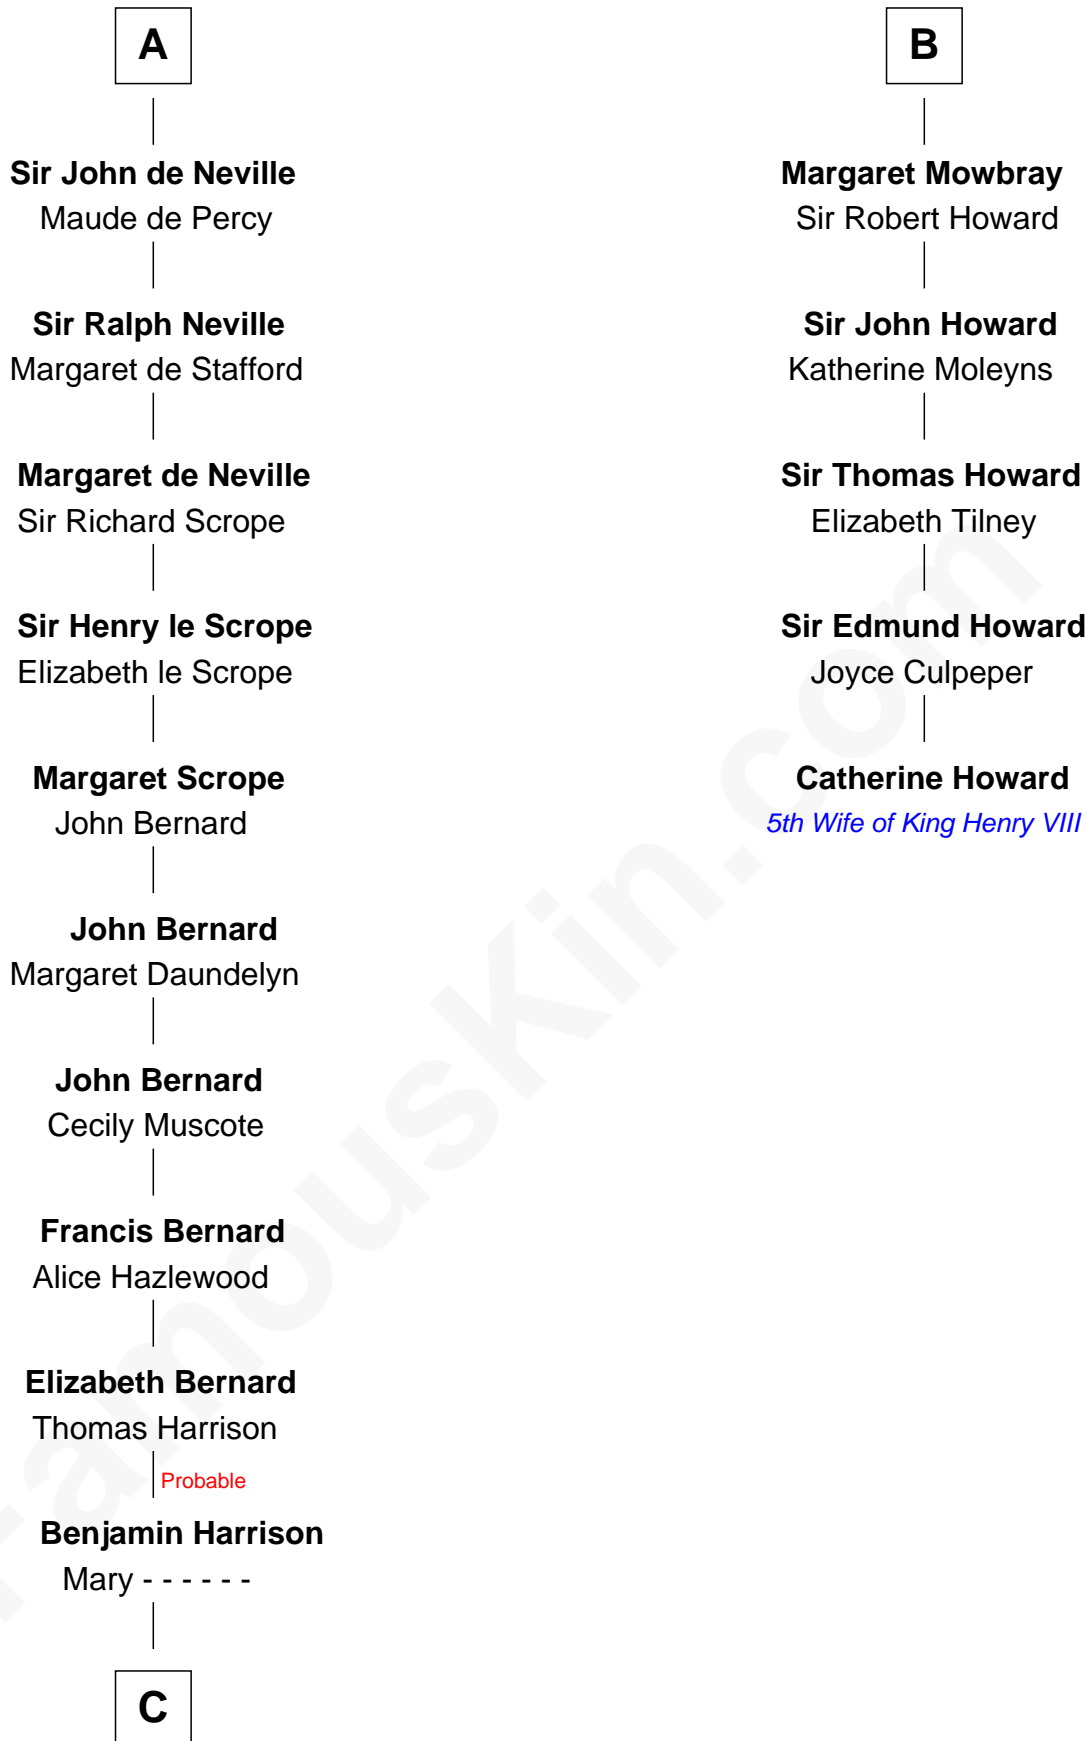 A
Sir John de Neville
Maude de Percy
Sir Ralph Neville
Margaret de Stafford
Margaret de Neville
Sir Richard Scrope
Sir Henry le Scrope
Elizabeth le Scrope
Margaret Scrope
John Bernard
John Bernard
Margaret Daundelyn
John Bernard
Cecily Muscote
Francis Bernard
Alice Hazlewood
Elizabeth Bernard
Thomas Harrison
Probable
Benjamin Harrison
Mary - - - - - -
C
B
Margaret Mowbray
Sir Robert Howard
Sir John Howard
Katherine Moleyns
Sir Thomas Howard
Elizabeth Tilney
Sir Edmund Howard
Joyce Culpeper
Catherine Howard
5th Wife of King Henry VIII
FamousKin.com